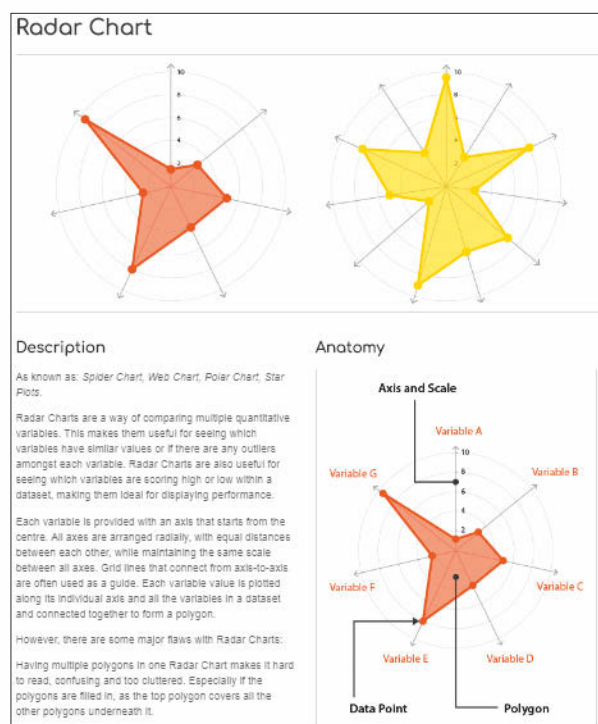 Radar Chart
10
8
6
4
2
10
8
6
4
2
Description
As known as: Spider Chart, Web Chart, Polar Chart, Star
Plots.
Radar Charts are a way of comparing multiple quantitative
variables. This makes them useful for seeing which
variables have similar values or if there are any outliers
amongst each variable. Radar Charts are also useful for
seeing which variables are scoring high or low within a
dataset, making them ideal for displaying performance.
Each variable is provided with an axis that starts from the
centre. All axes are arranged radially, with equal distances
between each other, while maintaining the same scale
between all axes. Grid lines that connect from axis-to-axis
are often used as a guide. Each variable value is plotted
along its individual axis and all the variables in a dataset
and connected together to form a polygon.
However, there are some major flaws with Radar Charts:
Having multiple polygons in one Radar Chart makes it hard
to read, confusing and too cluttered. Especially if the
polygons are filled in, as the top polygon covers all the
other polygons underneath it.
Anatomy
Axis and Scale
Variable A
10
8
6
4
2
Variable G
Variable B
Variable F
Variable C
Variable E
Variable D
Data Point
Polygon